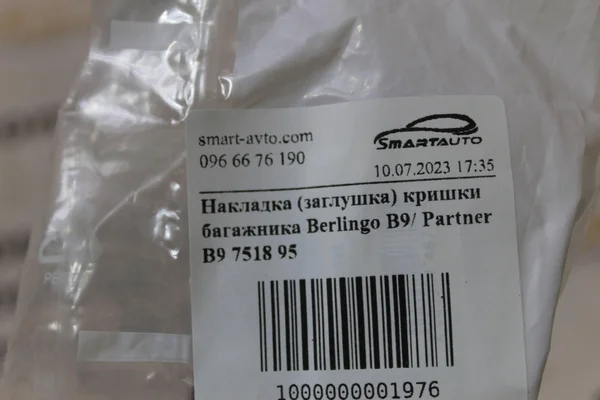 smart-avto.com
096 66 76 190
SMARTAUTO
10.07.2023 17:35
Накладка (заглушка) кришки
багажника Berlingo B9/ Partner
B9 7518 95
1000000001976